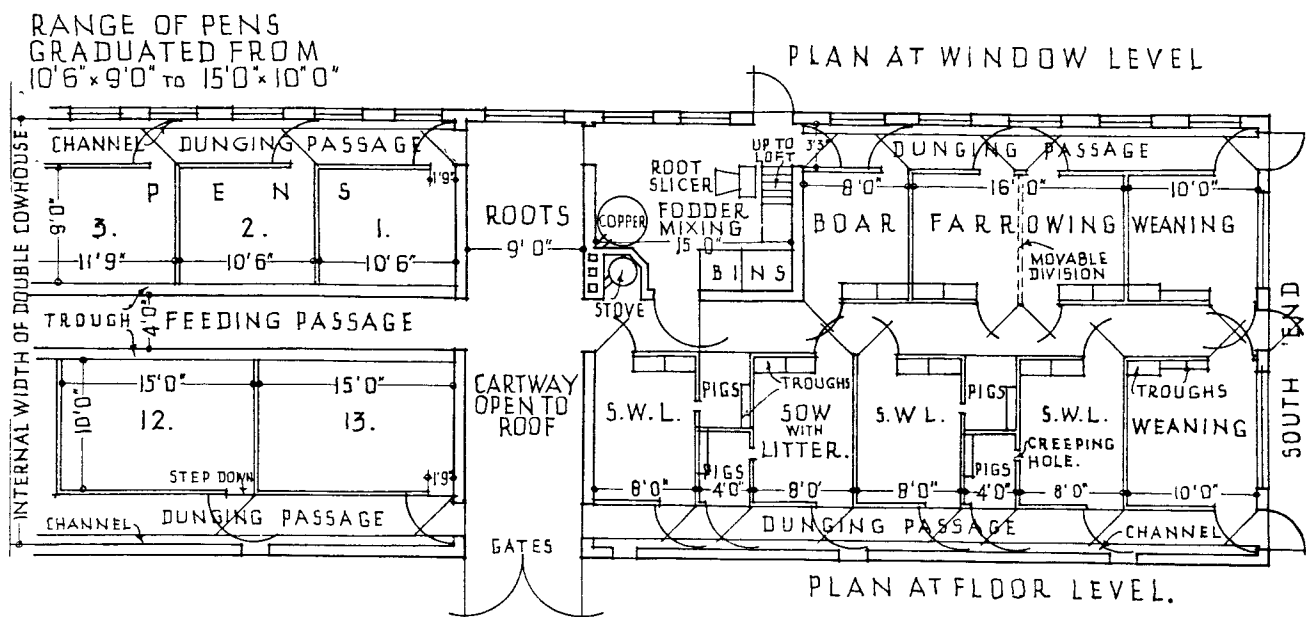 RANGE OF PENS
GRADUATED FROM
10'6" × 9'0" TO 15'0" × 10'0"
PLAN AT WINDOW LEVEL
CHANNEL
DUNGING PASSAGE
UP TO
LOFT
3'3"
DUNGING PASSAGE
1'9"
ROOT
SLICER
8'0"
16'0"
10'0"
PENS
9'0"
3.
2.
1.
ROOTS
9'0"
COPPER
FODDER
MIXING
15'0"
BOAR
FARROWING
WEANING
MOVABLE
DIVISION
11'9"
10'6"
10'6"
BINS
STOVE
TROUGH
4'0"
FEEDING PASSAGE
INTERNAL WIDTH OF DOUBLE COWHOUSE
SOUTH END
15'0"
15'0"
10'0"
12.
13.
CARTWAY
OPEN TO
ROOF
S.W.L.
PIGS
TROUGHS
SOW
WITH
LITTER.
S.W.L.
PIGS
S.W.L.
TROUGHS
WEANING
CREEPING
HOLE.
STEP DOWN
1'9"
PIGS
PIGS
8'0"
4'0"
8'0"
8'0"
4'0"
8'0"
10'0"
CHANNEL
DUNGING PASSAGE
DUNGING PASSAGE
CHANNEL
GATES
PLAN AT FLOOR LEVEL.